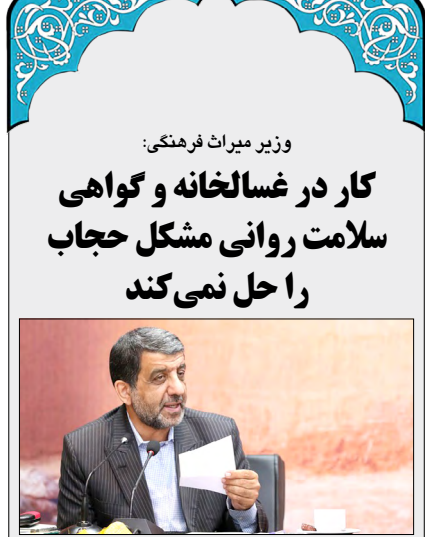 وزیر میراث فرهنگی:
کار در غسالخانه و گواهی
سلامت روانی مشکل حجاب
را حل نمی‌کند